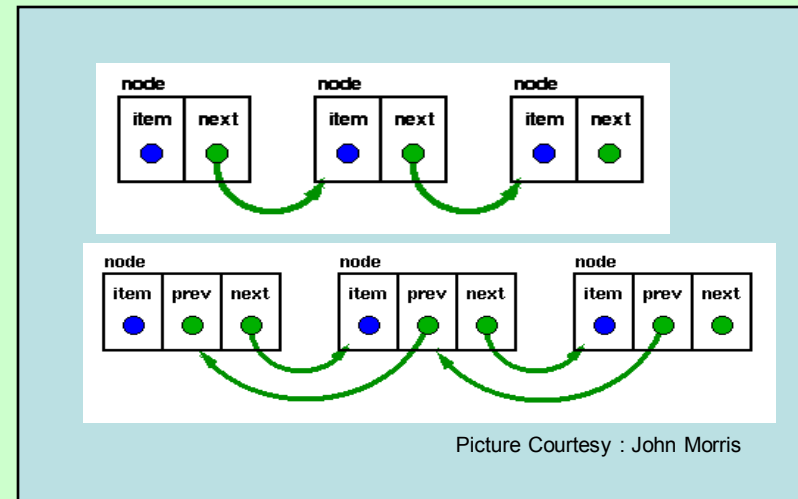 node node node
item next item next item next
node node node
item prev next item prev next item prev next
Picture Courtesy : John Morris